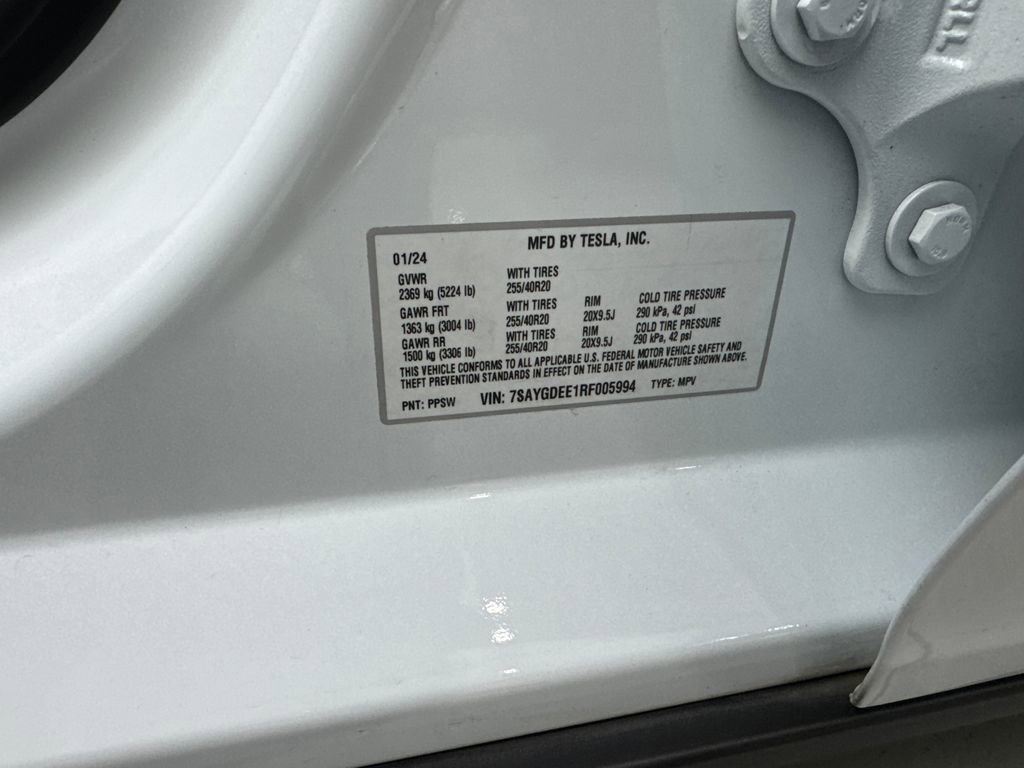 MFD BY TESLA, INC.
01/24
GVWR WITH TIRES
2369 kg (5224 lb) 255/40R20
GAWR FRT WITH TIRES RIM COLD TIRE PRESSURE
1363 kg (3004 lb) 255/40R20 20X9.5J 290 kPa, 42 psi
GAWR RR WITH TIRES RIM COLD TIRE PRESSURE
1500 kg (3306 lb) 255/40R20 20X9.5J 290 kPa, 42 psi
THIS VEHICLE CONFORMS TO ALL APPLICABLE U.S. FEDERAL MOTOR VEHICLE SAFETY AND
THEFT PREVENTION STANDARDS IN EFFECT ON THE DATE OF MANUFACTURE SHOWN ABOVE.
PNT: PPSW VIN: 7SAYGDEE1RF005994 TYPE: MPV